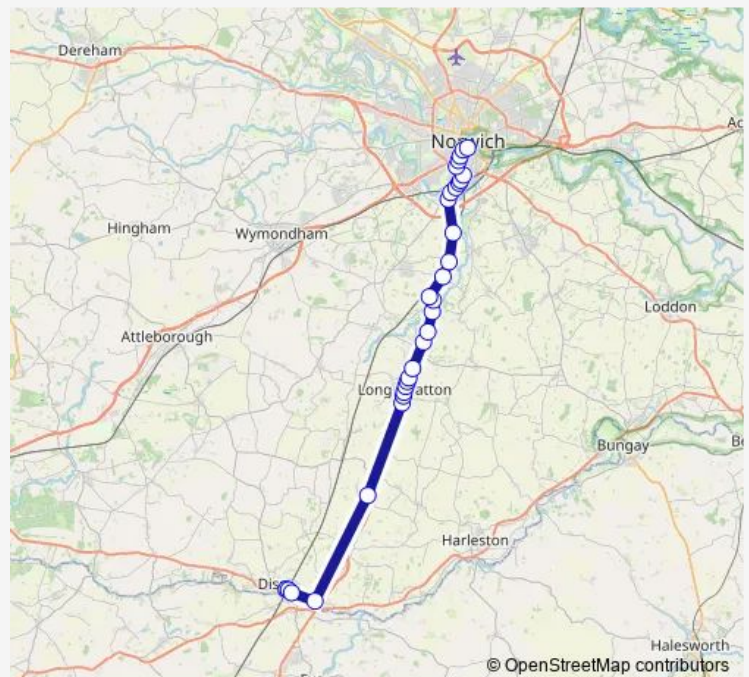 Dereham
Norwich
Ac
Hingham
Wymondham
Loddon
Attleborough
Long Stratton
Bungay
Be
Harleston
Dis
Halesworth
© OpenStreetMap contributors